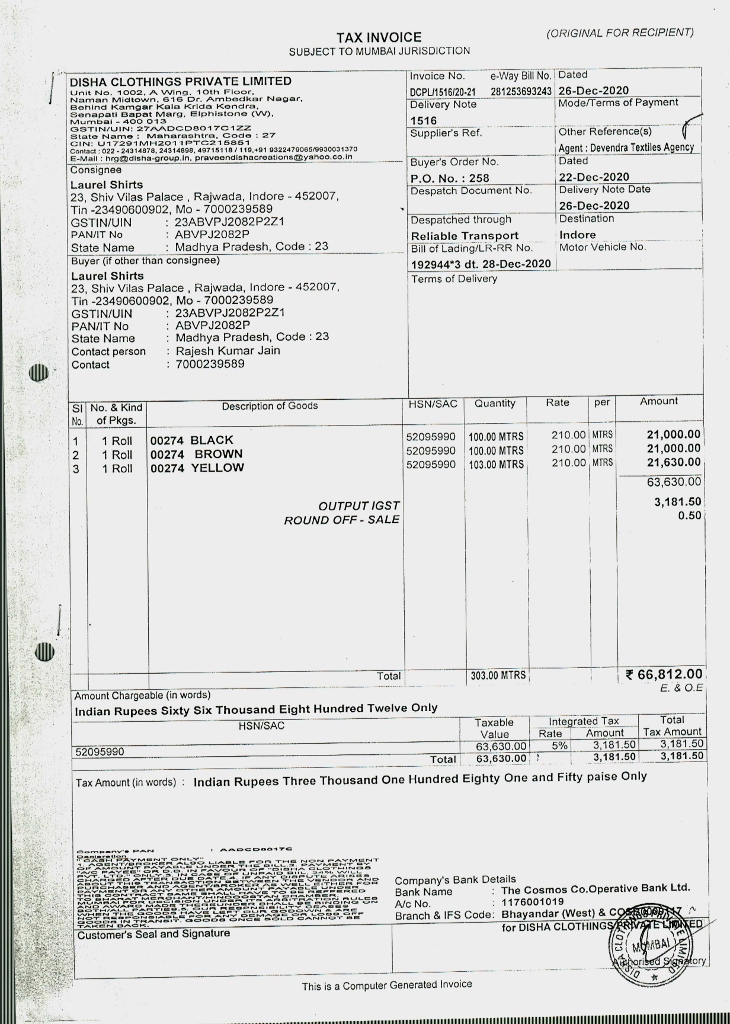 TAX INVOICE
(ORIGINAL FOR RECIPIENT)
SUBJECT TO MUMBAI JURISDICTION
DISHA CLOTHINGS PRIVATE LIMITED
Unit No. 1002, A Wing, 10th Floor,
Naman Midtown, 616 Dr. Ambedkar Nagar,
Behind Kamgar Kala Krida Kendra,
Senapati Bapat Marg, Elphistone (W),
Mumbai - 400 013
GSTIN/UIN: 27AADCD8017C1ZZ
State Name : Maharashtra, Code : 27
CIN: U17291MH2011PTC215851
Contact : 022 - 24314878, 24314898, 49715118 / 119,+91 9322479065/9930031370
E-Mail : hrg@disha-group.in, praveendishacreations@yahoo.co.in
Invoice No. e-Way Bill No. Dated
DCPL/1516/20-21 281253693243 26-Dec-2020
Delivery Note Mode/Terms of Payment
1516
Supplier's Ref. Other Reference(s)
Agent : Devendra Textiles Agency
Buyer's Order No. Dated
P.O. No. : 258 22-Dec-2020
Despatch Document No. Delivery Note Date
26-Dec-2020
Despatched through Destination
Reliable Transport Indore
Bill of Lading/LR-RR No. Motor Vehicle No.
192944*3 dt. 28-Dec-2020
Terms of Delivery
Consignee
Laurel Shirts
23, Shiv Vilas Palace , Rajwada, Indore - 452007,
Tin -23490600902, Mo - 7000239589
GSTIN/UIN : 23ABVPJ2082P2Z1
PAN/IT No : ABVPJ2082P
State Name : Madhya Pradesh, Code : 23
Buyer (if other than consignee)
Laurel Shirts
23, Shiv Vilas Palace , Rajwada, Indore - 452007,
Tin -23490600902, Mo - 7000239589
GSTIN/UIN : 23ABVPJ2082P2Z1
PAN/IT No : ABVPJ2082P
State Name : Madhya Pradesh, Code : 23
Contact person : Rajesh Kumar Jain
Contact : 7000239589
Sl No. No. & Kind of Pkgs. Description of Goods HSN/SAC Quantity Rate per Amount
1 1 Roll 00274 BLACK 52095990 100.00 MTRS 210.00 MTRS 21,000.00
2 1 Roll 00274 BROWN 52095990 100.00 MTRS 210.00 MTRS 21,000.00
3 1 Roll 00274 YELLOW 52095990 103.00 MTRS 210.00 MTRS 21,630.00
63,630.00
OUTPUT IGST 3,181.50
ROUND OFF - SALE 0.50
Total 303.00 MTRS ₹ 66,812.00
Amount Chargeable (in words) E. & O.E
Indian Rupees Sixty Six Thousand Eight Hundred Twelve Only
HSN/SAC Taxable Value Integrated Tax Rate Amount Total Tax Amount
52095990 63,630.00 5% 3,181.50 3,181.50
Total 63,630.00 3,181.50 3,181.50
Tax Amount (in words) : Indian Rupees Three Thousand One Hundred Eighty One and Fifty paise Only
Company's PAN : AADCD8017C
Declaration
"CASH PAYMENT ONLY"
Company's Bank Details
Bank Name : The Cosmos Co.Operative Bank Ltd.
A/c No. : 1176001019
Branch & IFS Code: Bhayandar (West) &
for DISHA CLOTHINGS PRIVATE LIMITED
Customer's Seal and Signature
DISHA CLOTHINGS PRIVATE LIMITED
MUMBAI
Authorised Signatory
This is a Computer Generated Invoice